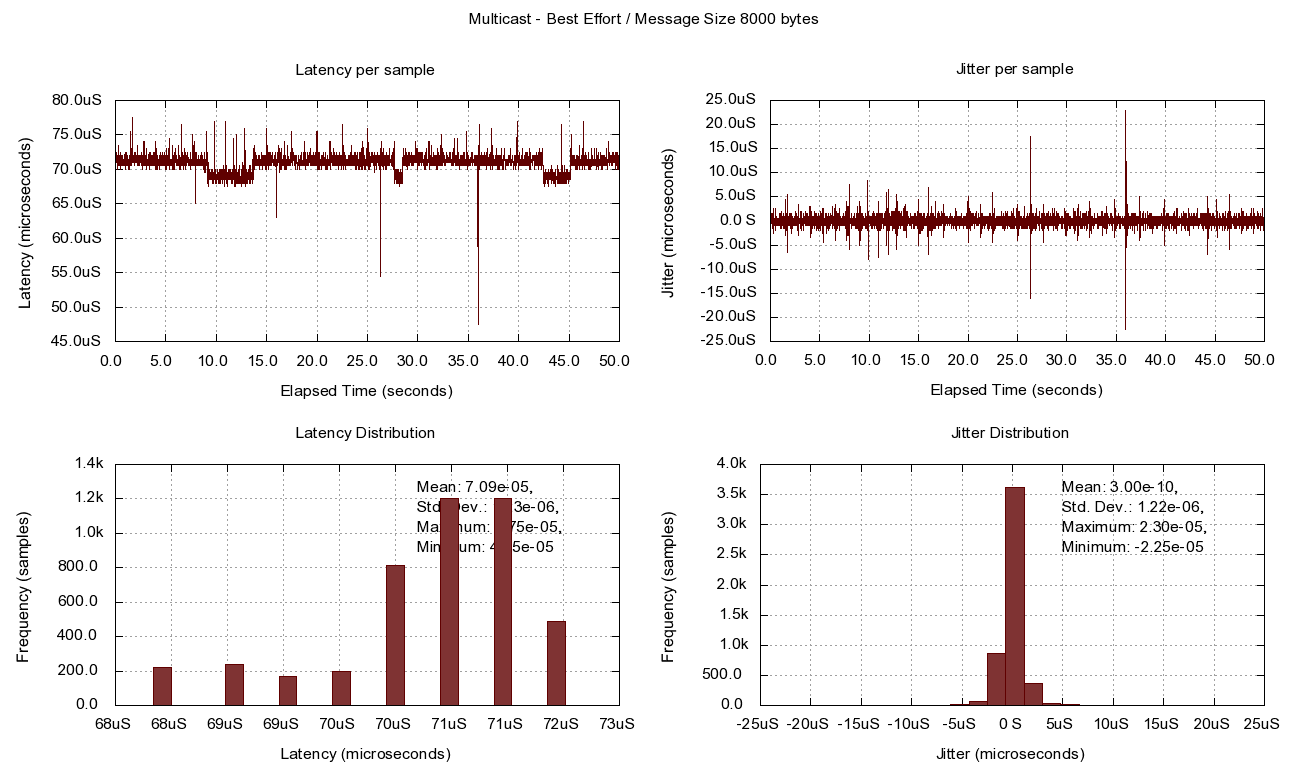 Multicast - Best Effort / Message Size 8000 bytes
Latency per sample
80.0uS
75.0uS
70.0uS
65.0uS
60.0uS
55.0uS
50.0uS
45.0uS
0.0 5.0 10.0 15.0 20.0 25.0 30.0 35.0 40.0 45.0 50.0
Latency (microseconds)
Elapsed Time (seconds)
Jitter per sample
25.0uS
20.0uS
15.0uS
10.0uS
5.0uS
0.0 S
-5.0uS
-10.0uS
-15.0uS
-20.0uS
-25.0uS
0.0 5.0 10.0 15.0 20.0 25.0 30.0 35.0 40.0 45.0 50.0
Jitter (microseconds)
Elapsed Time (seconds)
Latency Distribution
1.4k
1.2k
1.0k
800.0
600.0
400.0
200.0
0.0
68uS 68uS 69uS 69uS 70uS 70uS 71uS 71uS 72uS 73uS
Frequency (samples)
Latency (microseconds)
Mean: 7.09e-05,
Std. Dev.:
Minimum:
Jitter Distribution
4.0k
3.5k
3.0k
2.5k
2.0k
1.5k
1.0k
500.0
0.0
-25uS -20uS -15uS -10uS -5uS 0 S 5uS 10uS 15uS 20uS 25uS
Frequency (samples)
Jitter (microseconds)
Mean: 3.00e-10,
Std. Dev.: 1.22e-06,
Maximum: 2.30e-05,
Minimum: -2.25e-05